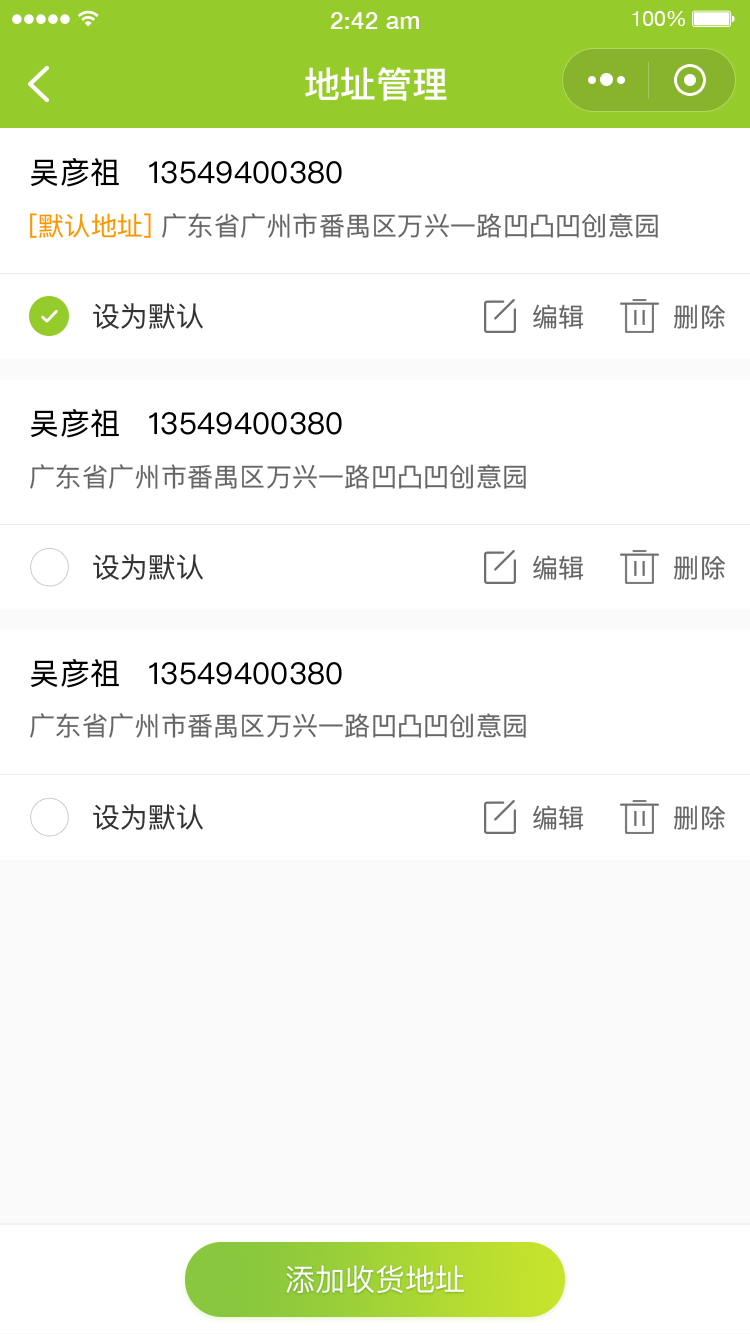 2:42 am 100%
地址管理
吴彦祖 13549400380
[默认地址] 广东省广州市番禺区万兴一路凹凸凹创意园
设为默认 编辑 删除
吴彦祖 13549400380
广东省广州市番禺区万兴一路凹凸凹创意园
设为默认 编辑 删除
吴彦祖 13549400380
广东省广州市番禺区万兴一路凹凸凹创意园
设为默认 编辑 删除
添加收货地址